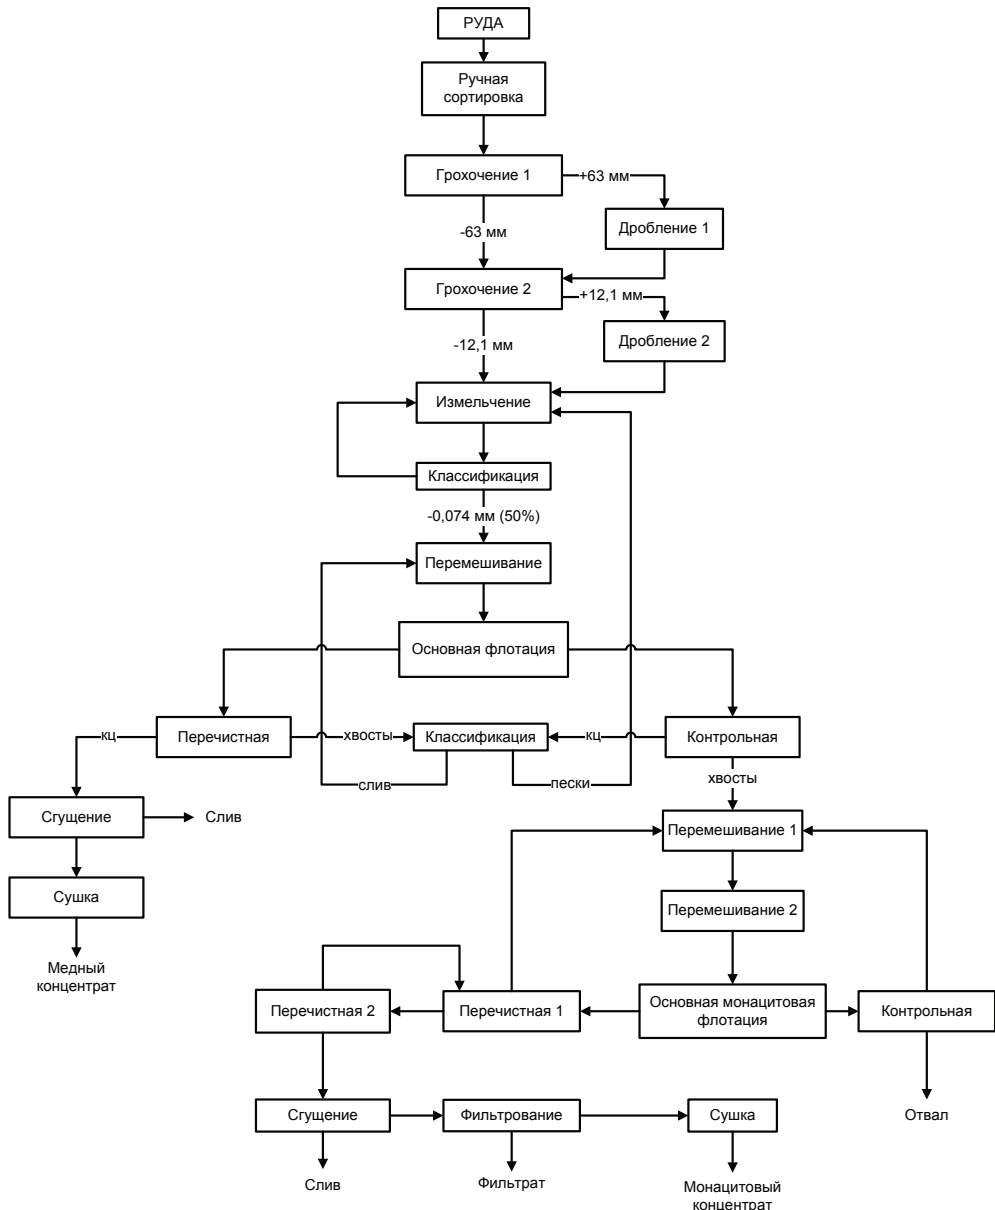 РУДА
Ручная
сортировка
Грохочение 1
+63 мм
Дробление 1
-63 мм
Грохочение 2
+12,1 мм
Дробление 2
-12,1 мм
Измельчение
Классификация
-0,074 мм (50%)
Перемешивание
Основная флотация
кц
Перечистная
хвосты
Классификация
кц
Контрольная
слив
пески
хвосты
Сгущение
Слив
Перемешивание 1
Сушка
Перемешивание 2
Медный
концентрат
Перечистная 2
Перечистная 1
Основная монацитовая
флотация
Контрольная
Сгущение
Фильтрование
Сушка
Отвал
Слив
Фильтрат
Монацитовый
концентрат